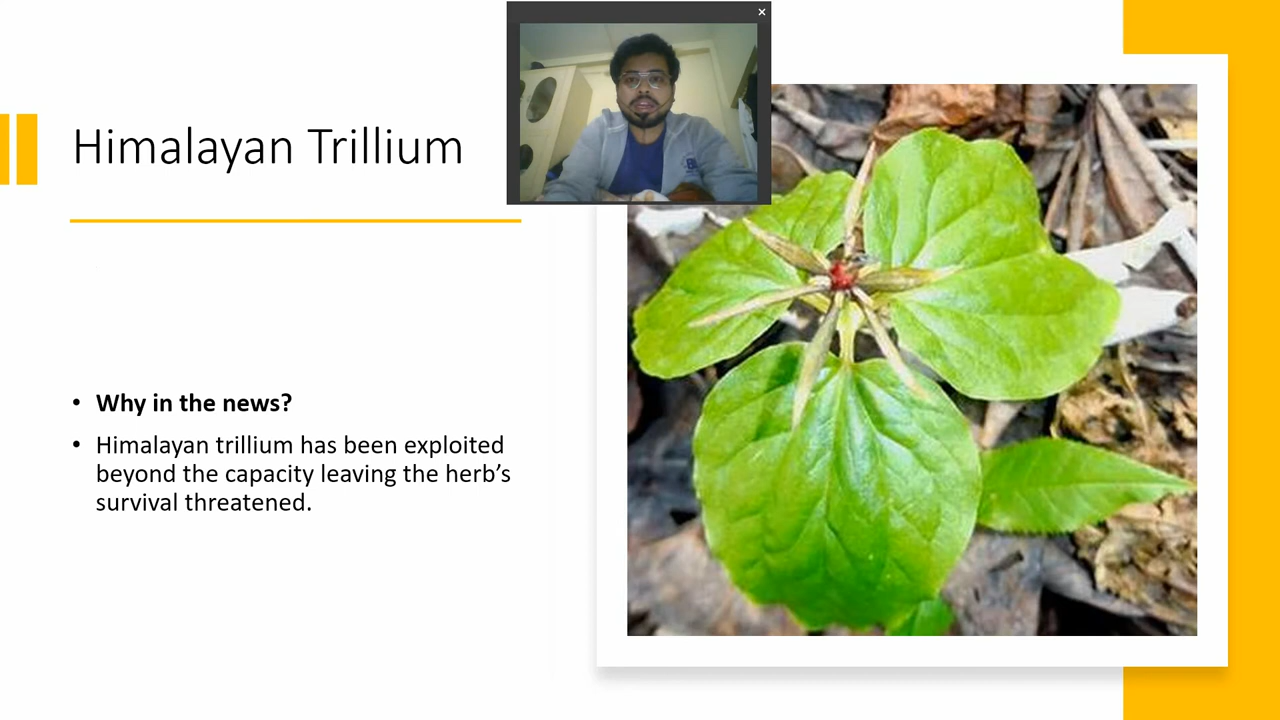 Himalayan Trillium
• Why in the news?
• Himalayan trillium has been exploited
beyond the capacity leaving the herb’s
survival threatened.